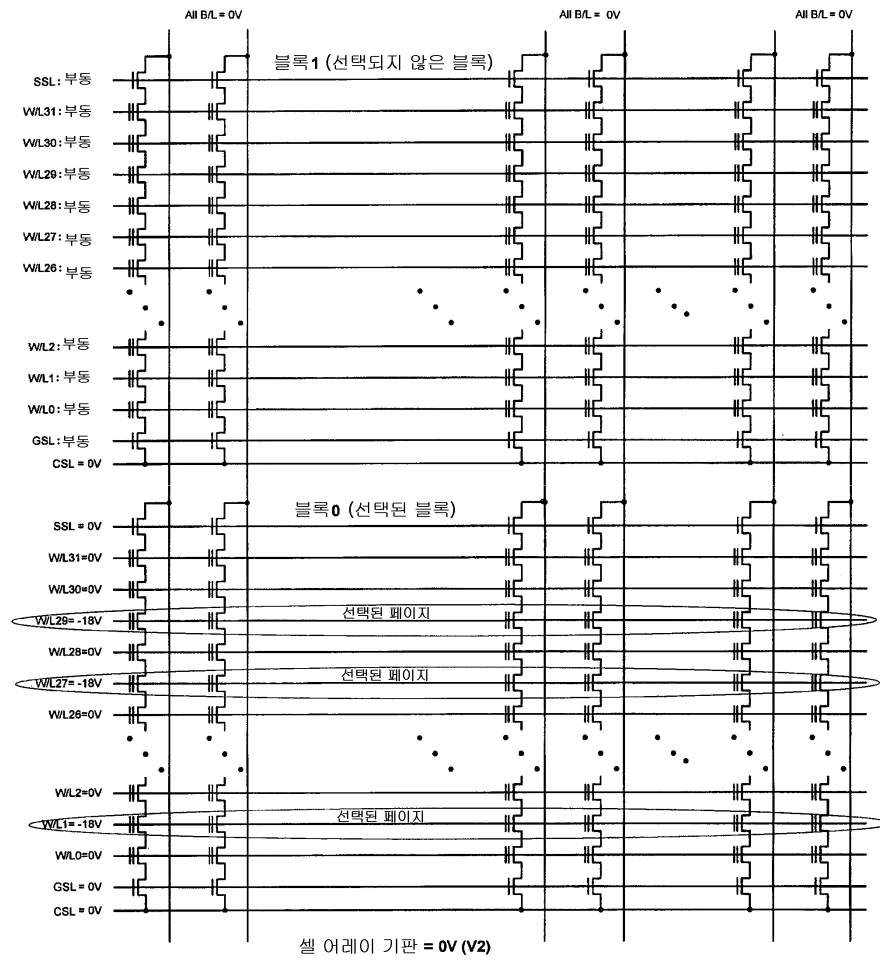 All B/L = 0V All B/L = 0V All B/L = 0V
블록1 (선택되지 않은 블록)
SSL: 부동
W/L31: 부동
W/L30: 부동
W/L29: 부동
W/L28: 부동
W/L27: 부동
W/L26: 부동
W/L2: 부동
W/L1: 부동
W/L0: 부동
GSL: 부동
CSL = 0V
블록0 (선택된 블록)
SSL = 0V
W/L31=0V
W/L30=0V
W/L29= -18V 선택된 페이지
W/L28=0V
W/L27= -18V 선택된 페이지
W/L26=0V
W/L2=0V
W/L1= -18V 선택된 페이지
W/L0=0V
GSL = 0V
CSL = 0V
셀 어레이 기판 = 0V (V2)